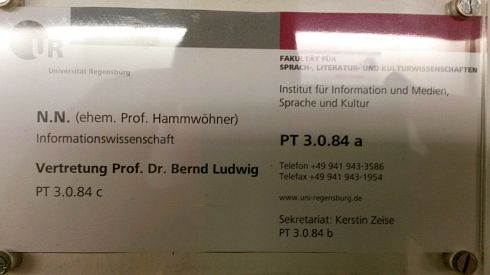 UR
Universität Regensburg
N.N. (ehem. Prof. Hammwöhner)
Informationswissenschaft
Vertretung Prof. Dr. Bernd Ludwig
PT 3.0.84 c
FAKULTÄT FÜR
SPRACH-, LITERATUR- UND KULTURWISSENSCHAFTEN
Institut für Information und Medien,
Sprache und Kultur
PT 3.0.84 a
Telefon +49 941 943-3586
Telefax +49 941 943-1954
www.uni-regensburg.de
Sekretariat: Kerstin Zeise
PT 3.0.84 b